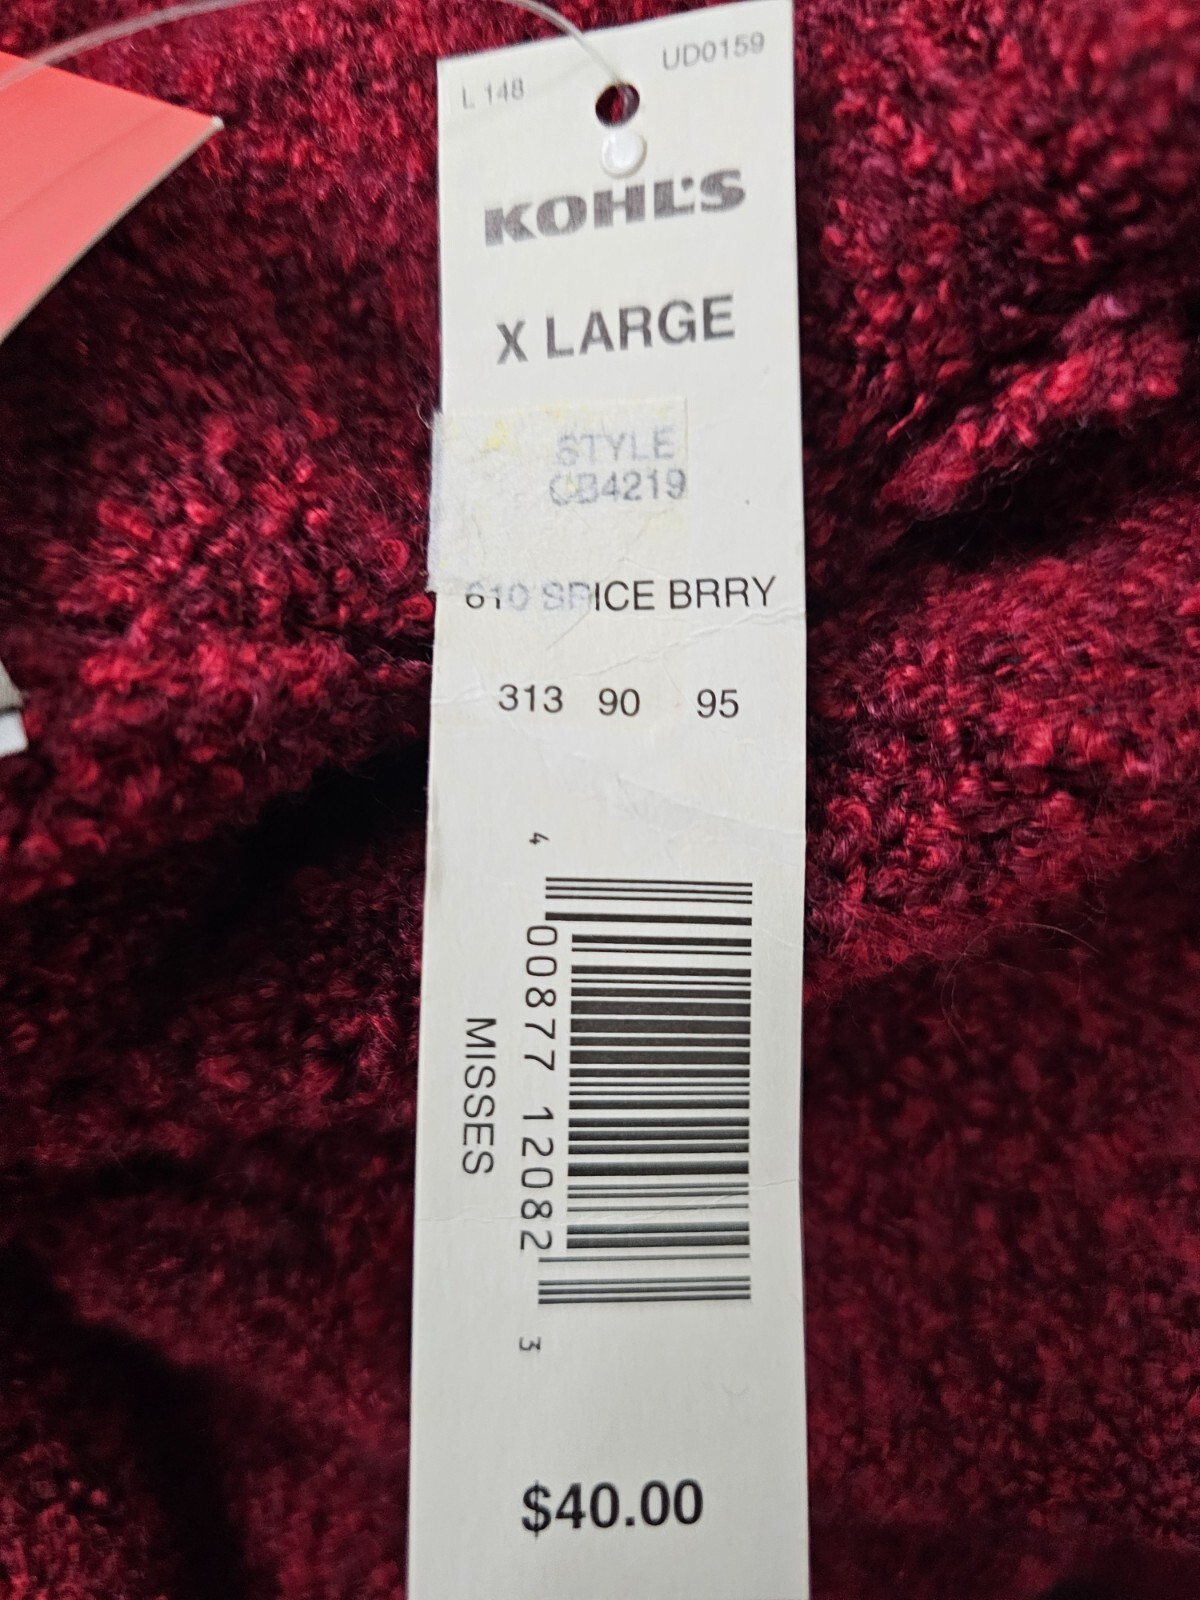 L 148 UD0159
KOHL'S
X LARGE
STYLE
CB4219
610 SPICE BRRY
313 90 95
4 00877 12082 3
MISSES
$40.00